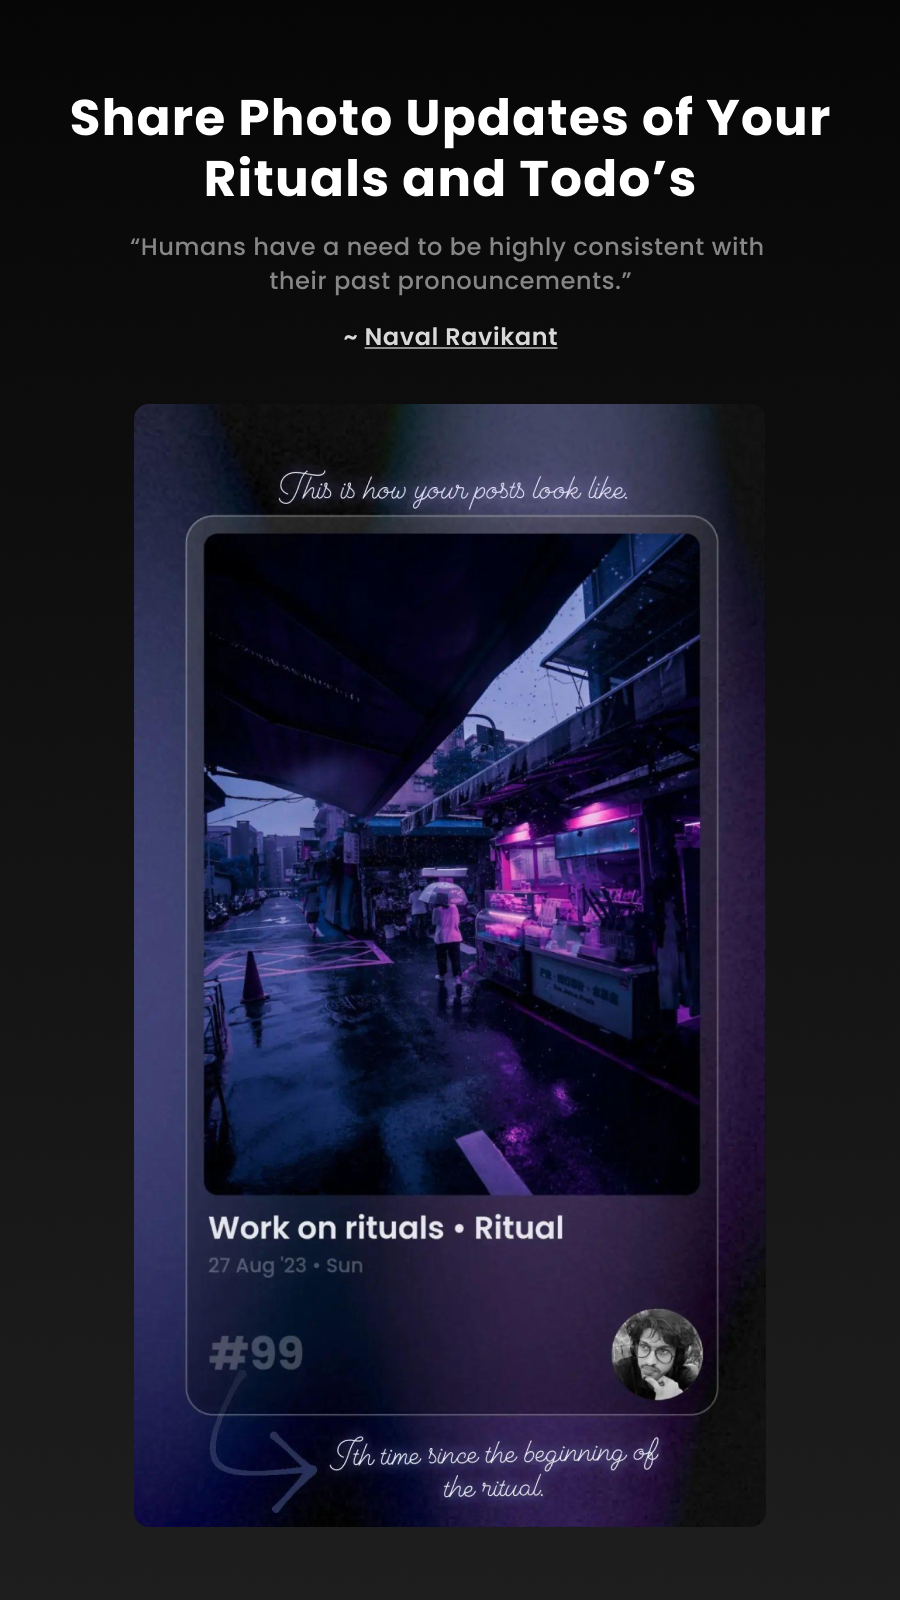 Share Photo Updates of Your
Rituals and Todo’s
“Humans have a need to be highly consistent with
their past pronouncements.”
~ Naval Ravikant
This is how your posts look like.
Work on rituals • Ritual
27 Aug '23 • Sun
#99
Ith time since the beginning of
the ritual.